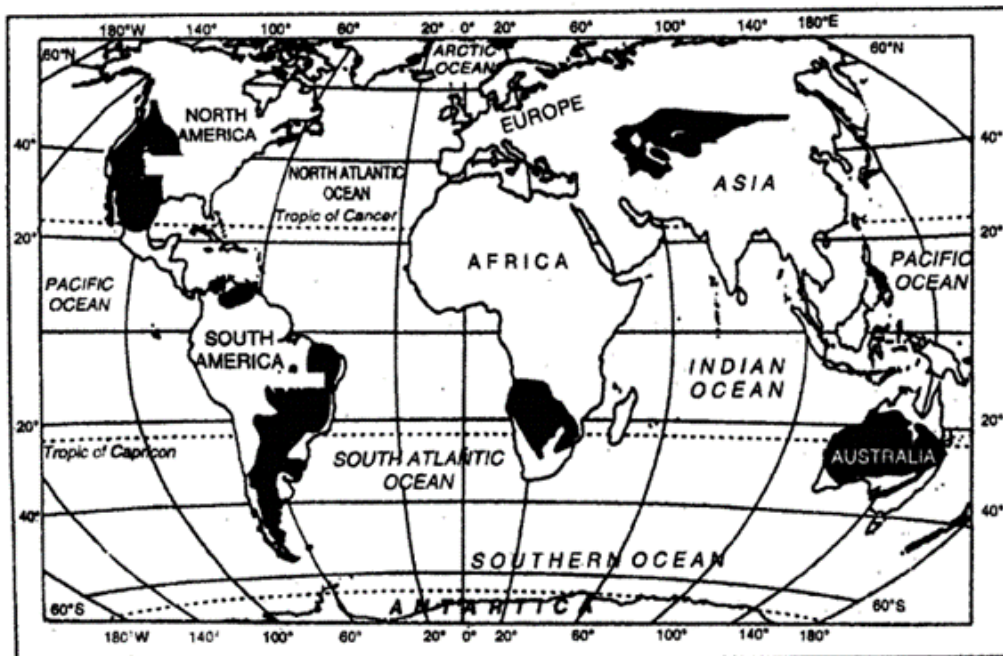 180°W 140° 100° 60° 20° 0° 20° 60° 100° 140° 180°E
60°N 60°N
ARCTIC
OCEAN
NORTH
AMERICA
EUROPE
40° 40°
NORTH ATLANTIC
OCEAN
ASIA
Tropic of Cancer
20° 20°
AFRICA
PACIFIC
OCEAN
PACIFIC
OCEAN
SOUTH
AMERICA
INDIAN
OCEAN
20° 20°
Tropic of Capricon
SOUTH ATLANTIC
OCEAN
AUSTRALIA
40° 40°
SOUTHERN OCEAN
60°S 60°S
ANTARTICA
180°W 140° 100° 60° 20° 0° 20° 60° 100° 140° 180°